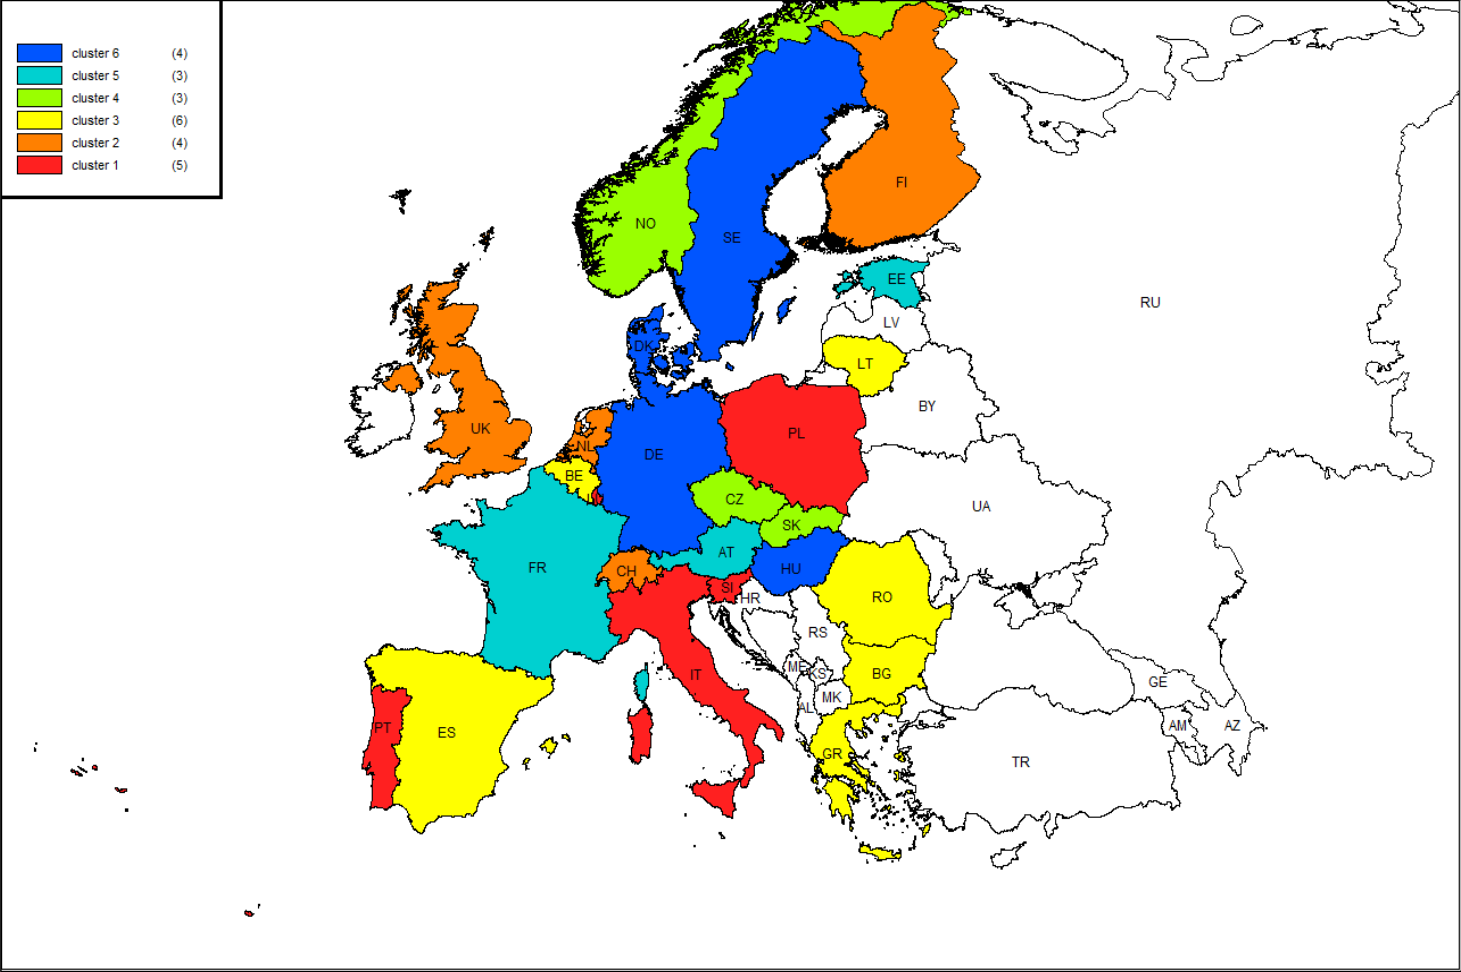 cluster 6 (4)
cluster 5 (3)
cluster 4 (3)
cluster 3 (6)
cluster 2 (4)
cluster 1 (5)
FI
NO
SE
EE
RU
LV
DK
LT
BY
UK
PL
NL
DE
BE
CZ
UA
SK
AT
FR
HU
CH
SI
RO
HR
RS
ME
KS
BG
IT
GE
MK
AL
PT
ES
AM
AZ
GR
TR